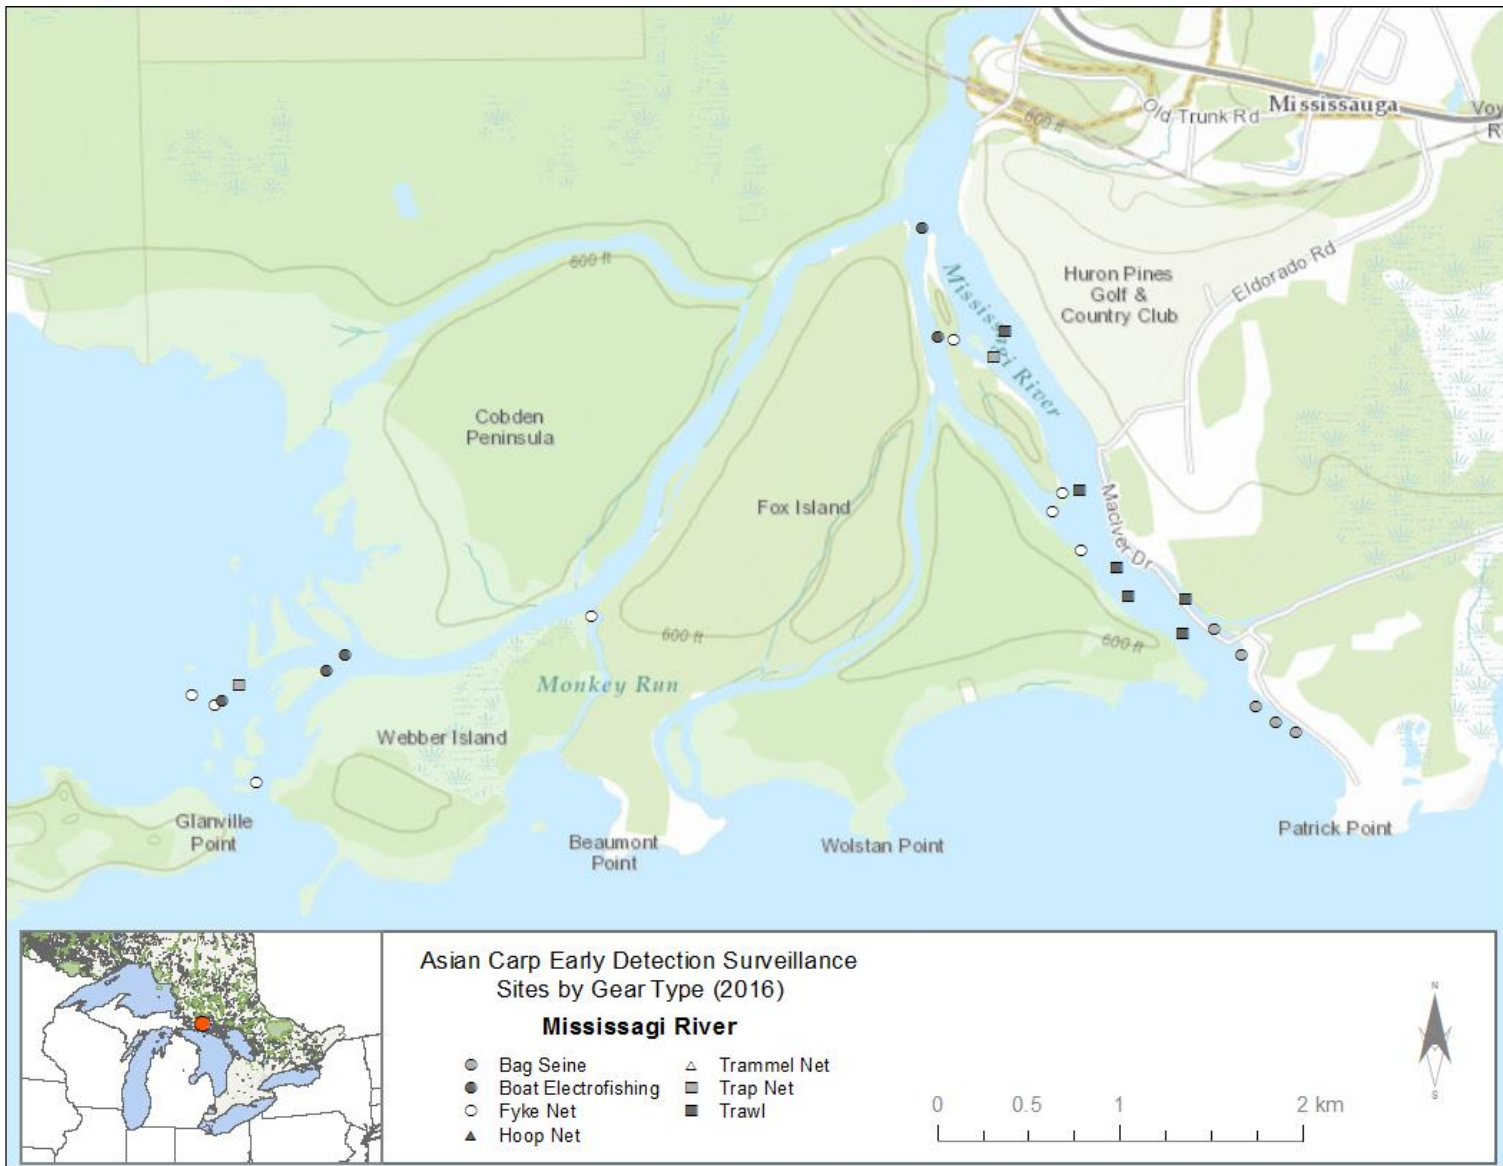 Old Trunk Rd
Mississauga
Voy
R
600 ft
600 ft
Mississagi River
Huron Pines
Golf &
Country Club
Eldorado Rd
Cobden
Peninsula
Fox Island
MacIver Dr
600 ft
600 ft
Monkey Run
Webber Island
Glanville
Point
Beaumont
Point
Wolstan Point
Patrick Point
Asian Carp Early Detection Surveillance
Sites by Gear Type (2016)
Mississagi River
Bag Seine
Boat Electrofishing
Fyke Net
Hoop Net
Trammel Net
Trap Net
Trawl
0 0.5 1 2 km
N
S